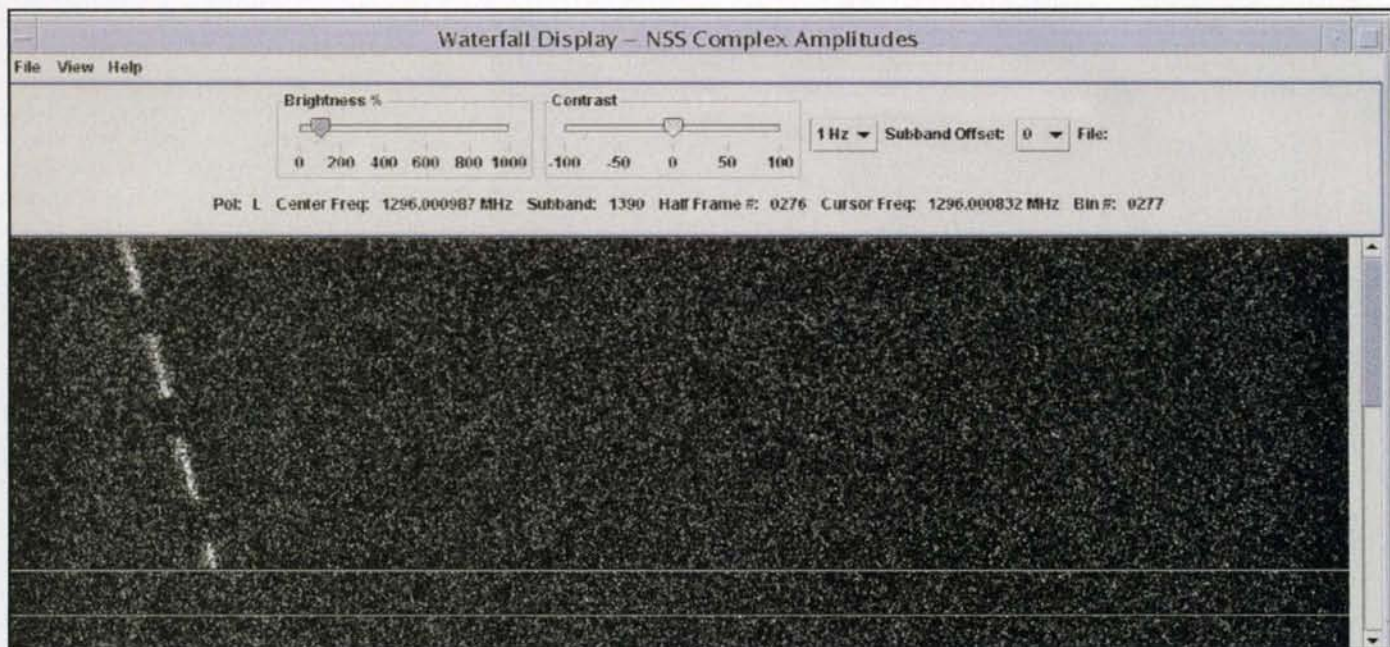 Waterfall Display – NSS Complex Amplitudes
File View Help
Brightness % Contrast
1 Hz Subband Offset: 0 File:
0 200 400 600 800 1000 -100 -50 0 50 100
Pol: L Center Freq: 1296.000987 MHz Subband: 1390 Half Frame #: 0276 Cursor Freq: 1296.000832 MHz Bin #: 0277